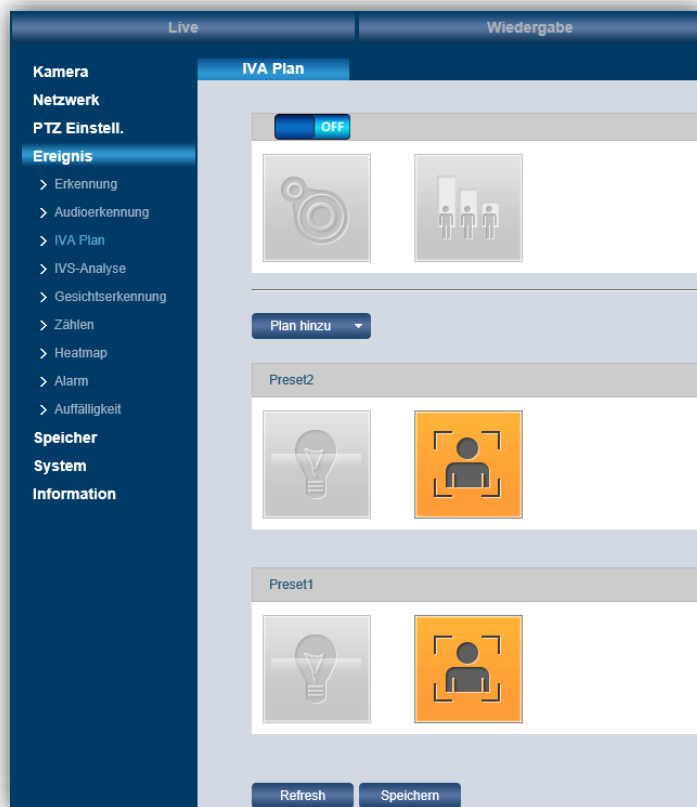 Live
Wiedergabe
Kamera
Netzwerk
PTZ Einstell.
Ereignis
Erkennung
Audioerkennung
IVA Plan
IVS-Analyse
Gesichtserkennung
Zählen
Heatmap
Alarm
Auffälligkeit
Speicher
System
Information
IVA Plan
OFF
Plan hinzu
Preset2
Preset1
Refresh
Speichern